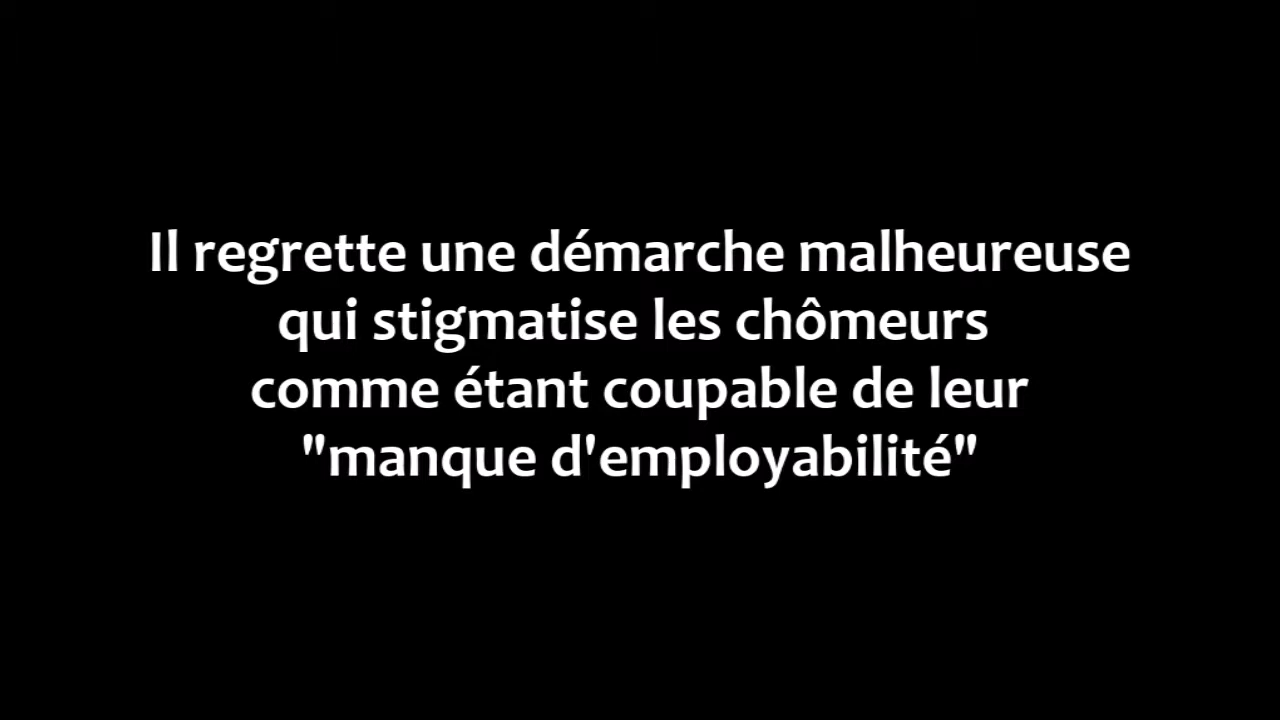 Il regrette une démarche malheureuse
qui stigmatise les chômeurs
comme étant coupable de leur
"manque d'employabilité"